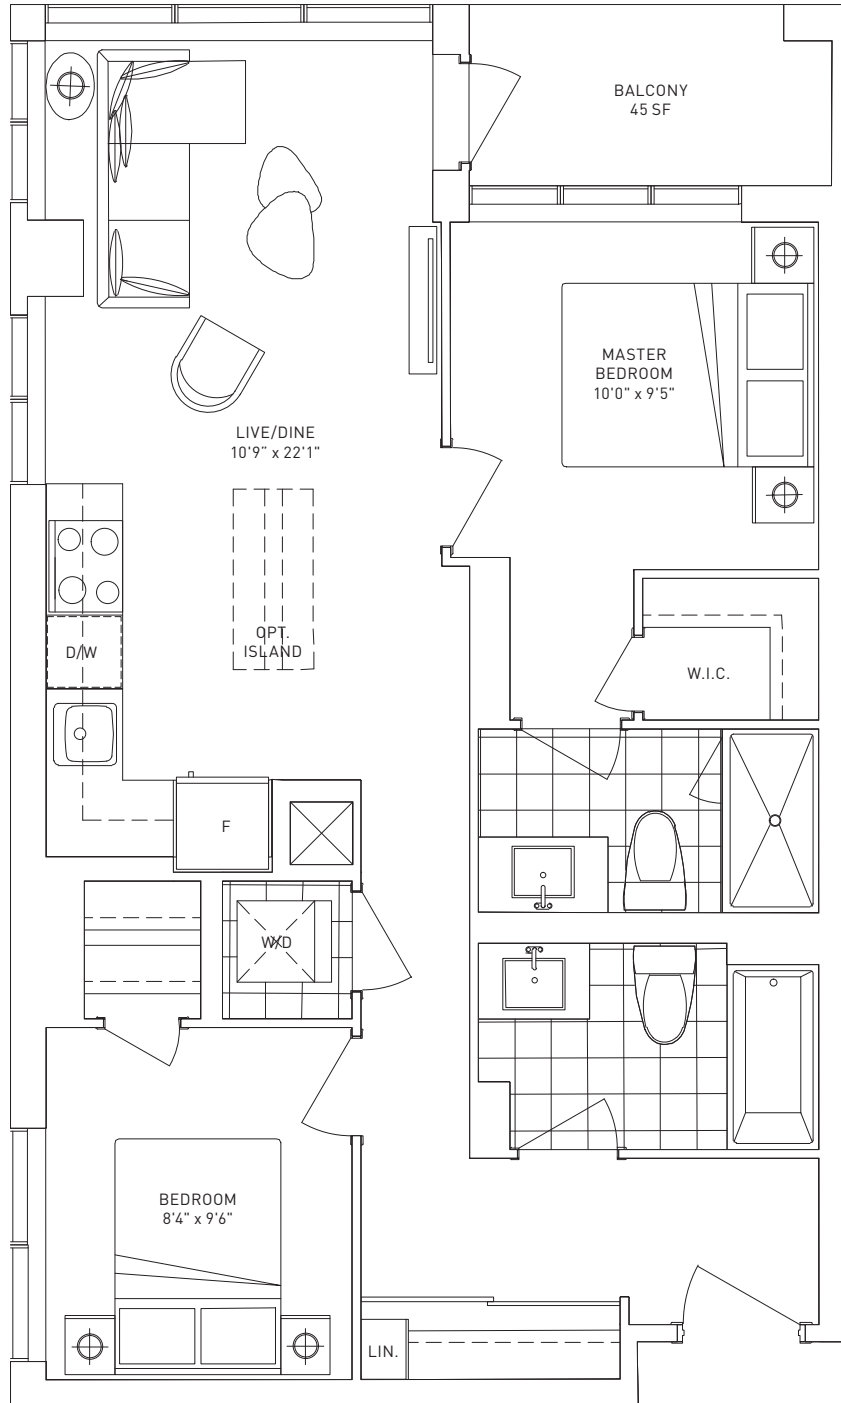 BALCONY
45 SF
MASTER
BEDROOM
10'0" x 9'5"
LIVE/DINE
10'9" x 22'1"
OPT.
ISLAND
D/W
W.I.C.
F
W/D
BEDROOM
8'4" x 9'6"
LIN.